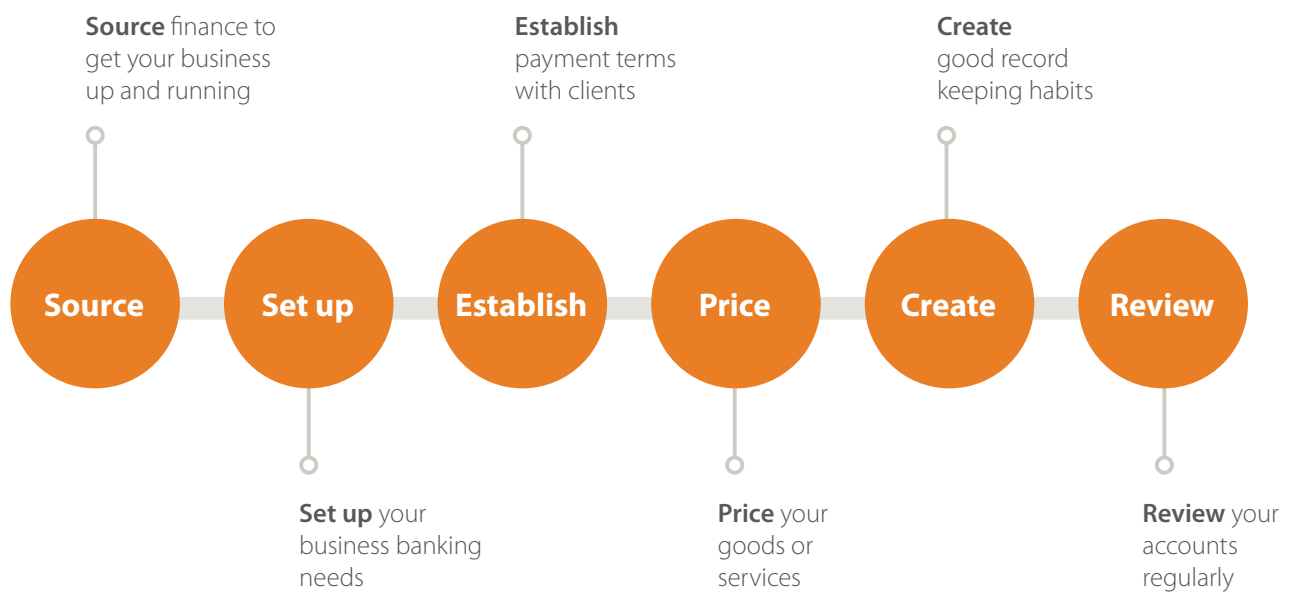 Source finance to
get your business
up and running
Establish
payment terms
with clients
Create
good record
keeping habits
Source
Set up
Establish
Price
Create
Review
Set up your
business banking
needs
Price your
goods or
services
Review your
accounts
regularly